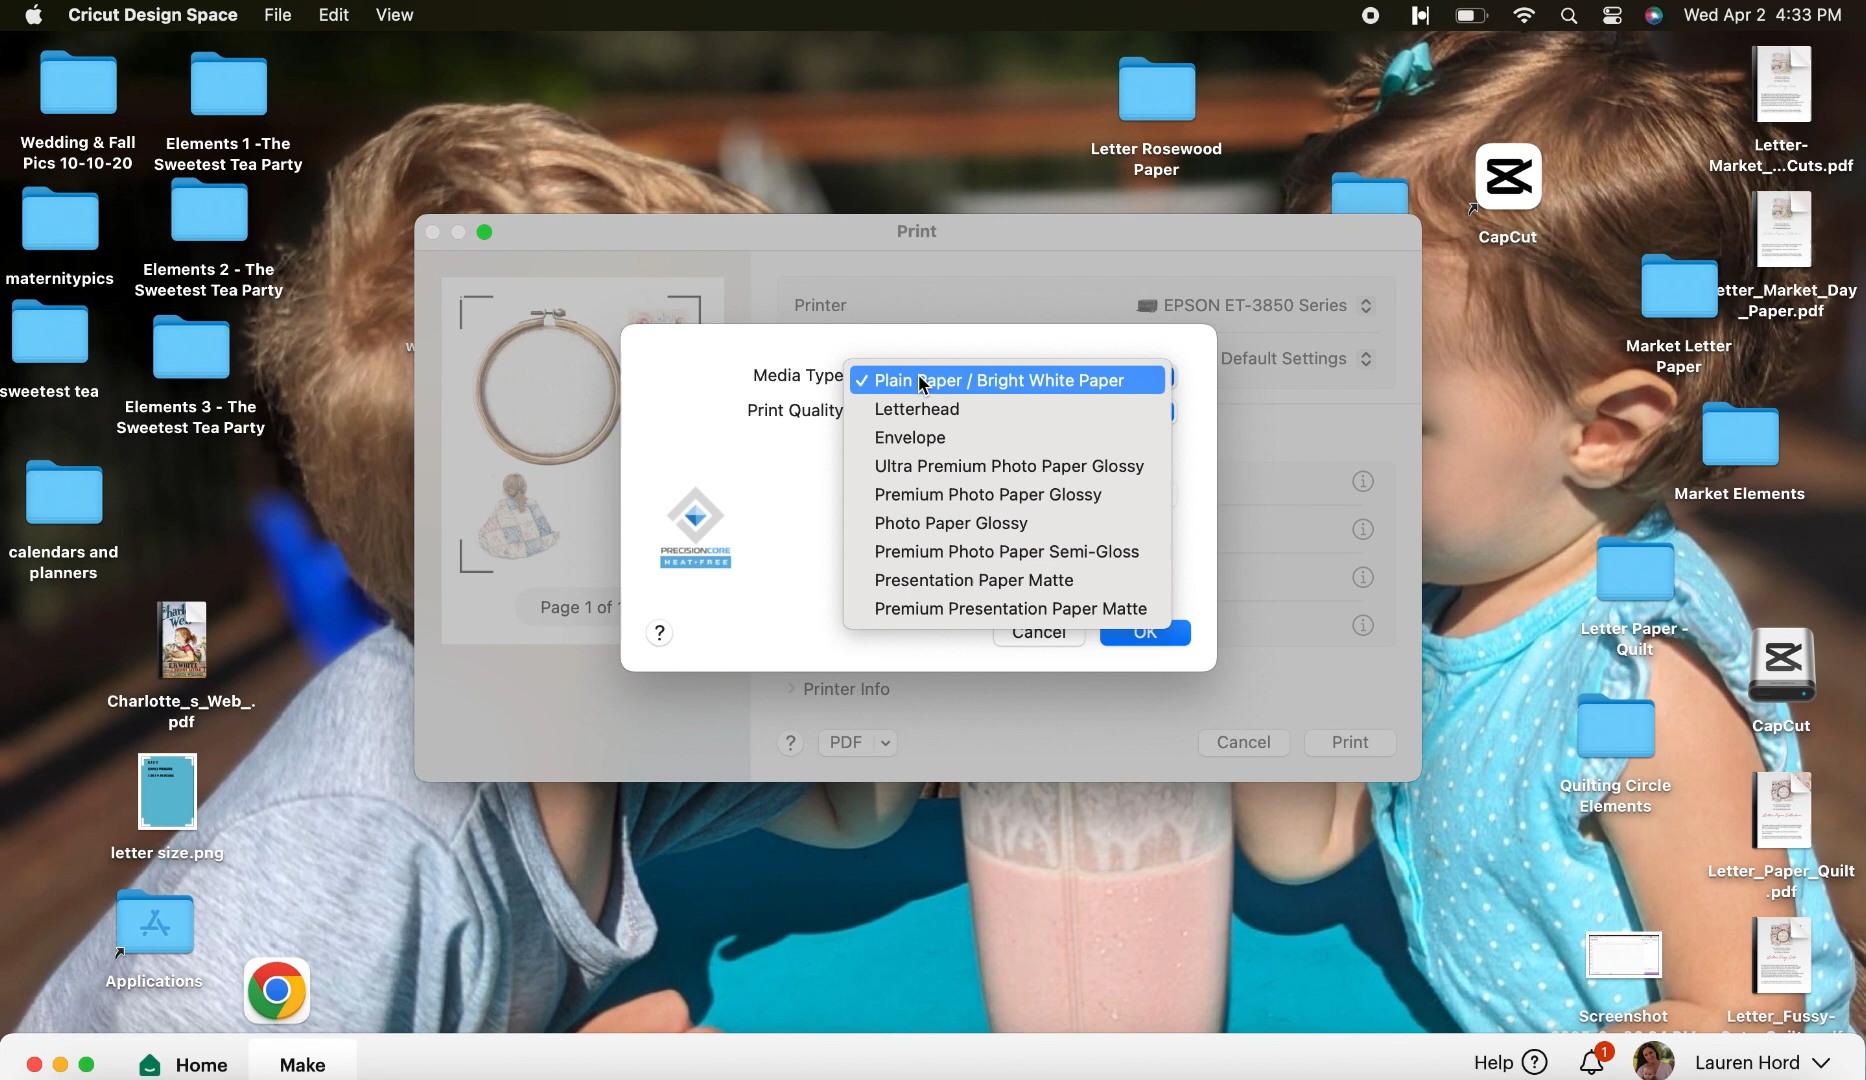 Cricut Design Space File Edit View
Wed Apr 2 4:33 PM
Wedding & Fall
Pics 10-10-20
Elements 1 -The
Sweetest Tea Party
maternitypics
Elements 2 - The
Sweetest Tea Party
sweetest tea
Elements 3 - The
Sweetest Tea Party
calendars and
planners
Charlotte_s_Web_.
pdf
letter size.png
Applications
Letter Rosewood
Paper
CapCut
Letter-
Market_...Cuts.pdf
etter_Market_Day
_Paper.pdf
Market Letter
Paper
Market Elements
Letter Paper -
Quilt
CapCut
Quilting Circle
Elements
Letter_Paper_Quilt
.pdf
Screenshot
Letter_Fussy-
Print
Printer
EPSON ET-3850 Series
Default Settings
Page 1 of 1
Media Type
Print Quality
✓ Plain Paper / Bright White Paper
Letterhead
Envelope
Ultra Premium Photo Paper Glossy
Premium Photo Paper Glossy
Photo Paper Glossy
Premium Photo Paper Semi-Gloss
Presentation Paper Matte
Premium Presentation Paper Matte
PRECISIONCORE
HEAT-FREE
?
Cancel
OK
Printer Info
?
PDF
Cancel
Print
Home
Make
Help ?
1
Lauren Hord